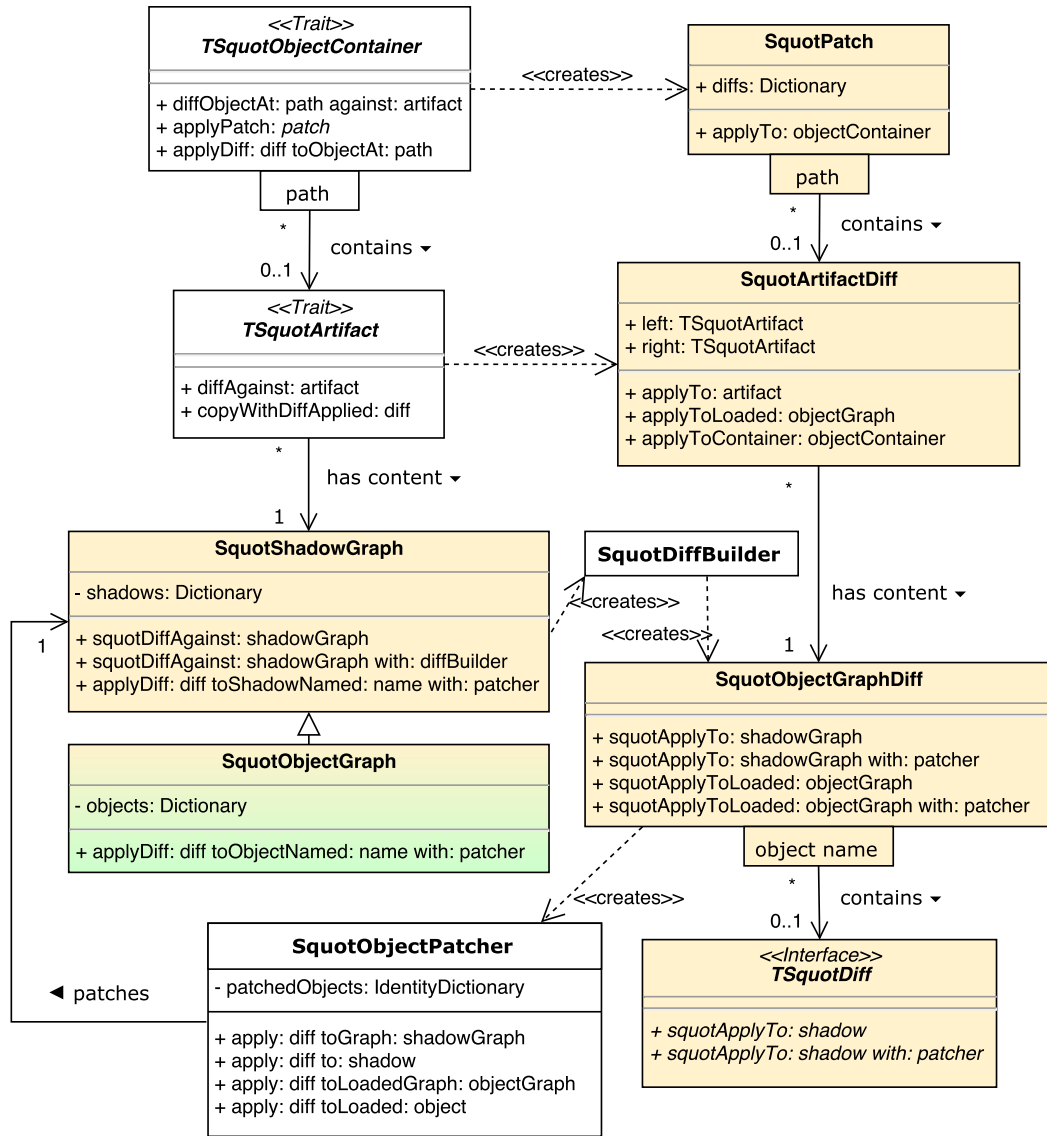 <<Trait>>
TSquotObjectContainer
+ diffObjectAt: path against: artifact
+ applyPatch: patch
+ applyDiff: diff toObjectAt: path
path
<<creates>>
SquotPatch
+ diffs: Dictionary
+ applyTo: objectContainer
path
*
contains
0..1
*
contains
0..1
<<Trait>>
TSquotArtifact
+ diffAgainst: artifact
+ copyWithDiffApplied: diff
<<creates>>
SquotArtifactDiff
+ left: TSquotArtifact
+ right: TSquotArtifact
+ applyTo: artifact
+ applyToLoaded: objectGraph
+ applyToContainer: objectContainer
*
has content
1
*
has content
1
SquotShadowGraph
- shadows: Dictionary
+ squotDiffAgainst: shadowGraph
+ squotDiffAgainst: shadowGraph with: diffBuilder
+ applyDiff: diff toShadowNamed: name with: patcher
SquotDiffBuilder
<<creates>>
<<creates>>
1
SquotObjectGraph
- objects: Dictionary
+ applyDiff: diff toObjectNamed: name with: patcher
SquotObjectGraphDiff
+ squotApplyTo: shadowGraph
+ squotApplyTo: shadowGraph with: patcher
+ squotApplyToLoaded: objectGraph
+ squotApplyToLoaded: objectGraph with: patcher
object name
<<creates>>
*
contains
0..1
patches
SquotObjectPatcher
- patchedObjects: IdentityDictionary
+ apply: diff toGraph: shadowGraph
+ apply: diff to: shadow
+ apply: diff toLoadedGraph: objectGraph
+ apply: diff toLoaded: object
<<Interface>>
TSquotDiff
+ squotApplyTo: shadow
+ squotApplyTo: shadow with: patcher